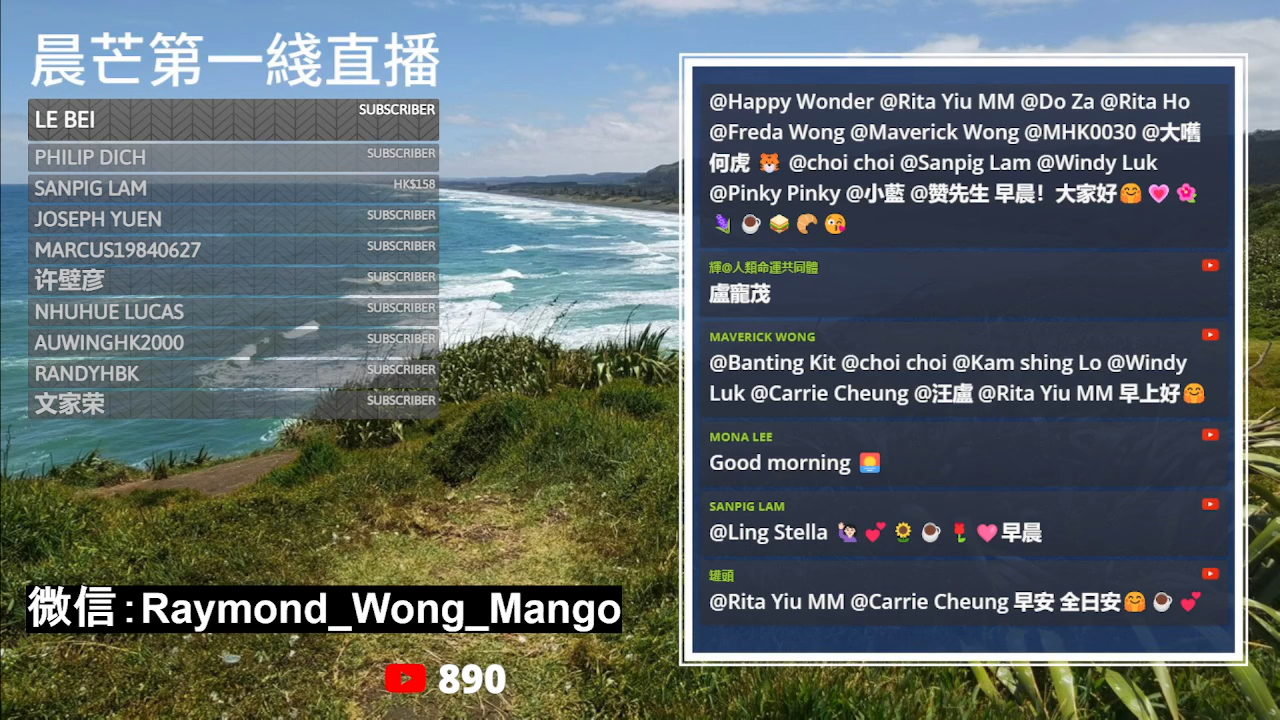 晨芒第一綫直播
LE BEI SUBSCRIBER
PHILIP DICH SUBSCRIBER
SANPIG LAM HK$158
JOSEPH YUEN SUBSCRIBER
MARCUS19840627 SUBSCRIBER
许壁彦 SUBSCRIBER
NHUHUE LUCAS SUBSCRIBER
AUWINGHK2000 SUBSCRIBER
RANDYHBK SUBSCRIBER
文家荣 SUBSCRIBER
微信:Raymond_Wong_Mango
890
@Happy Wonder @Rita Yiu MM @Do Za @Rita Ho
@Freda Wong @Maverick Wong @MHK0030 @大嚿
何虎 🐯 @choi choi @Sanpig Lam @Windy Luk
@Pinky Pinky @小藍 @赞先生 早晨！大家好🤗 💗 🌺
🪻 ☕ 🥪 🥐 😘
輝@人類命運共同體
盧寵茂
MAVERICK WONG
@Banting Kit @choi choi @Kam shing Lo @Windy
Luk @Carrie Cheung @汪盧 @Rita Yiu MM 早上好🤗
MONA LEE
Good morning 🌅
SANPIG LAM
@Ling Stella 🙋🏻‍♀️ 💕 🌻 ☕ 🌷 💗早晨
罐頭
@Rita Yiu MM @Carrie Cheung 早安 全日安🤗 ☕ 💕